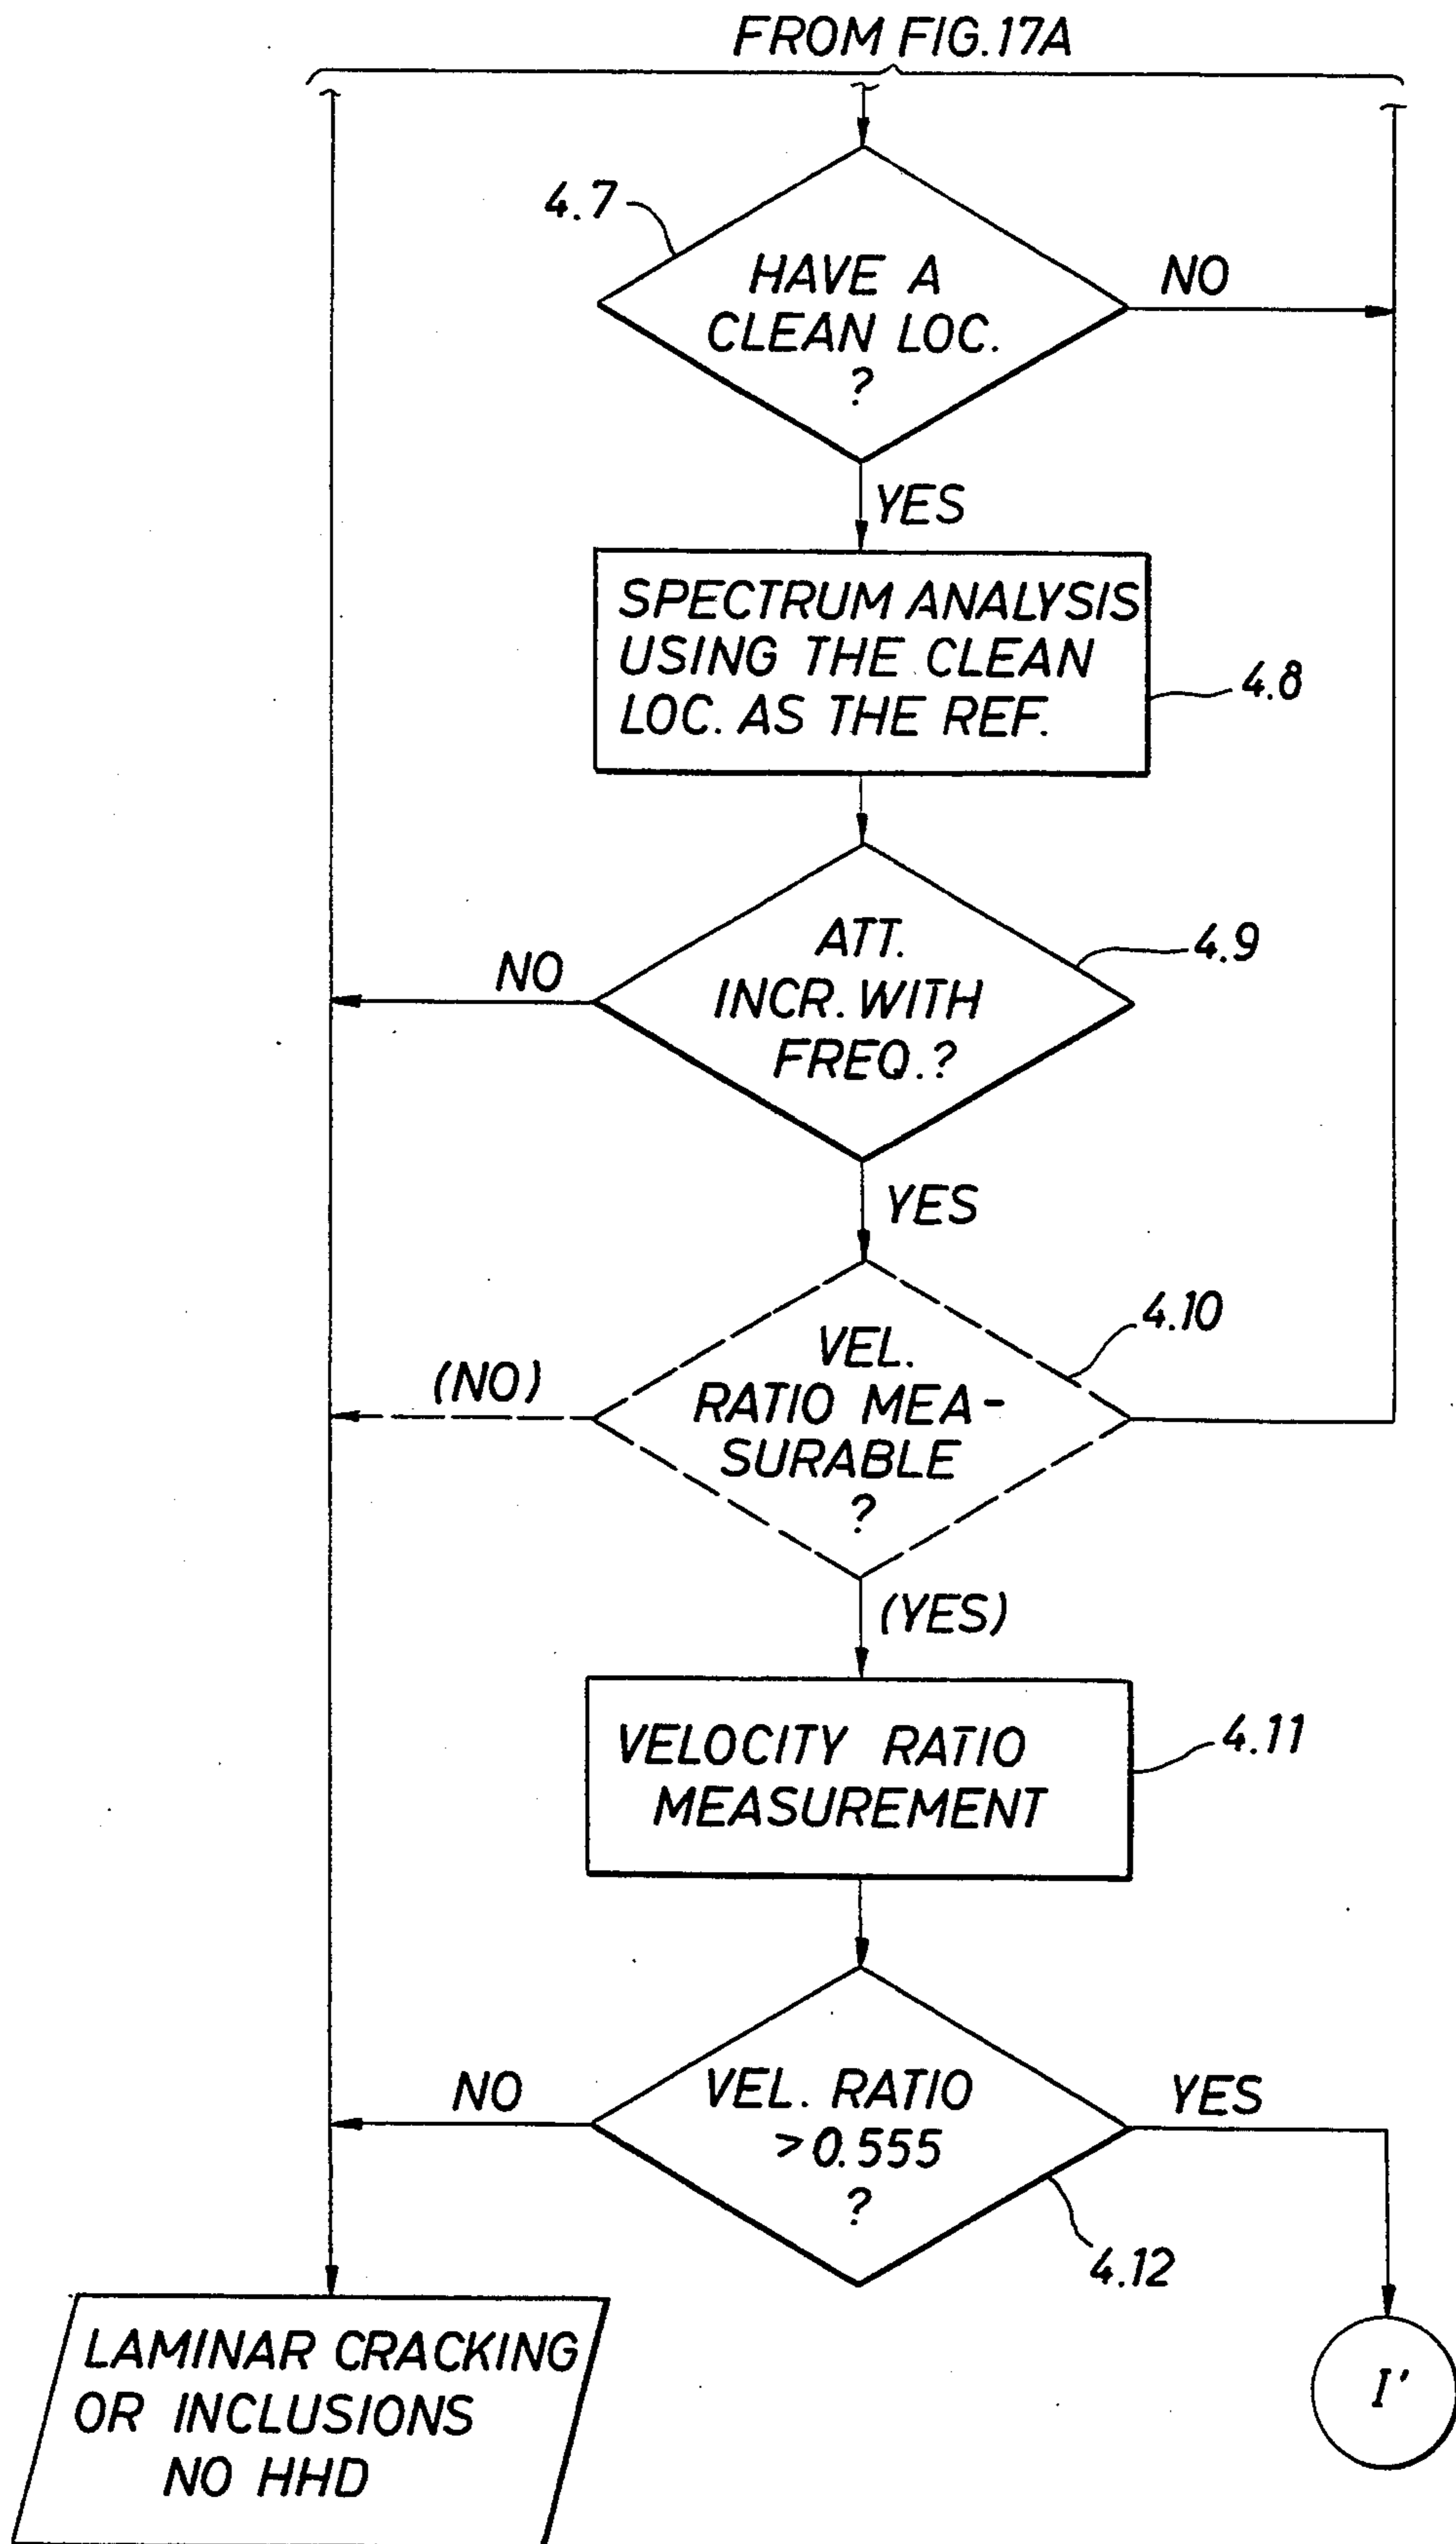 FROM FIG. 17A
4.7
HAVE A
CLEAN LOC.
?
NO
YES
SPECTRUM ANALYSIS
USING THE CLEAN
LOC. AS THE REF.
4.8
ATT.
INCR. WITH
FREQ.?
4.9
NO
YES
4.10
VEL.
RATIO MEA-
SURABLE
?
(NO)
(YES)
VELOCITY RATIO
MEASUREMENT
4.11
VEL. RATIO
>0.555
?
NO
YES
4.12
LAMINAR CRACKING
OR INCLUSIONS
NO HHD
I'